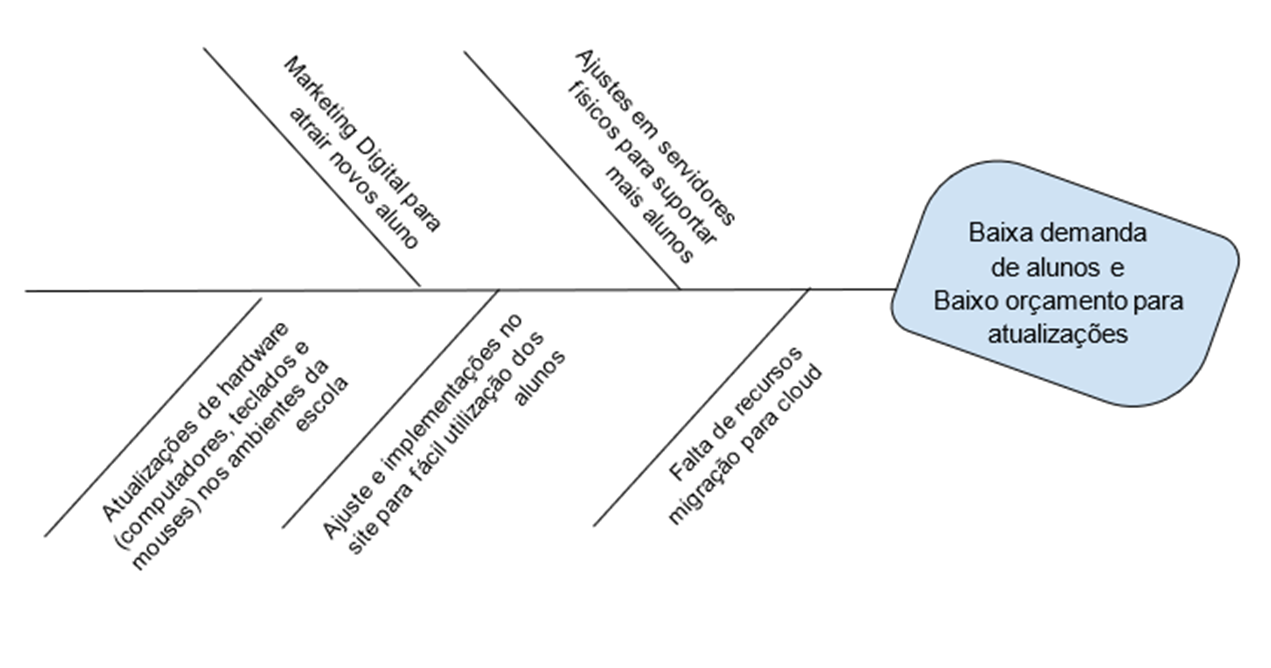 Marketing Digital para
atrair novos aluno
Ajustes em servidores
físicos para suportar
mais alunos
Baixa demanda
de alunos e
Baixo orçamento para
atualizações
Atualizações de hardware
(computadores, teclados e
mouses) nos ambientes da
escola
Ajuste e implementações no
site para fácil utilização dos
alunos
Falta de recursos
migração para cloud